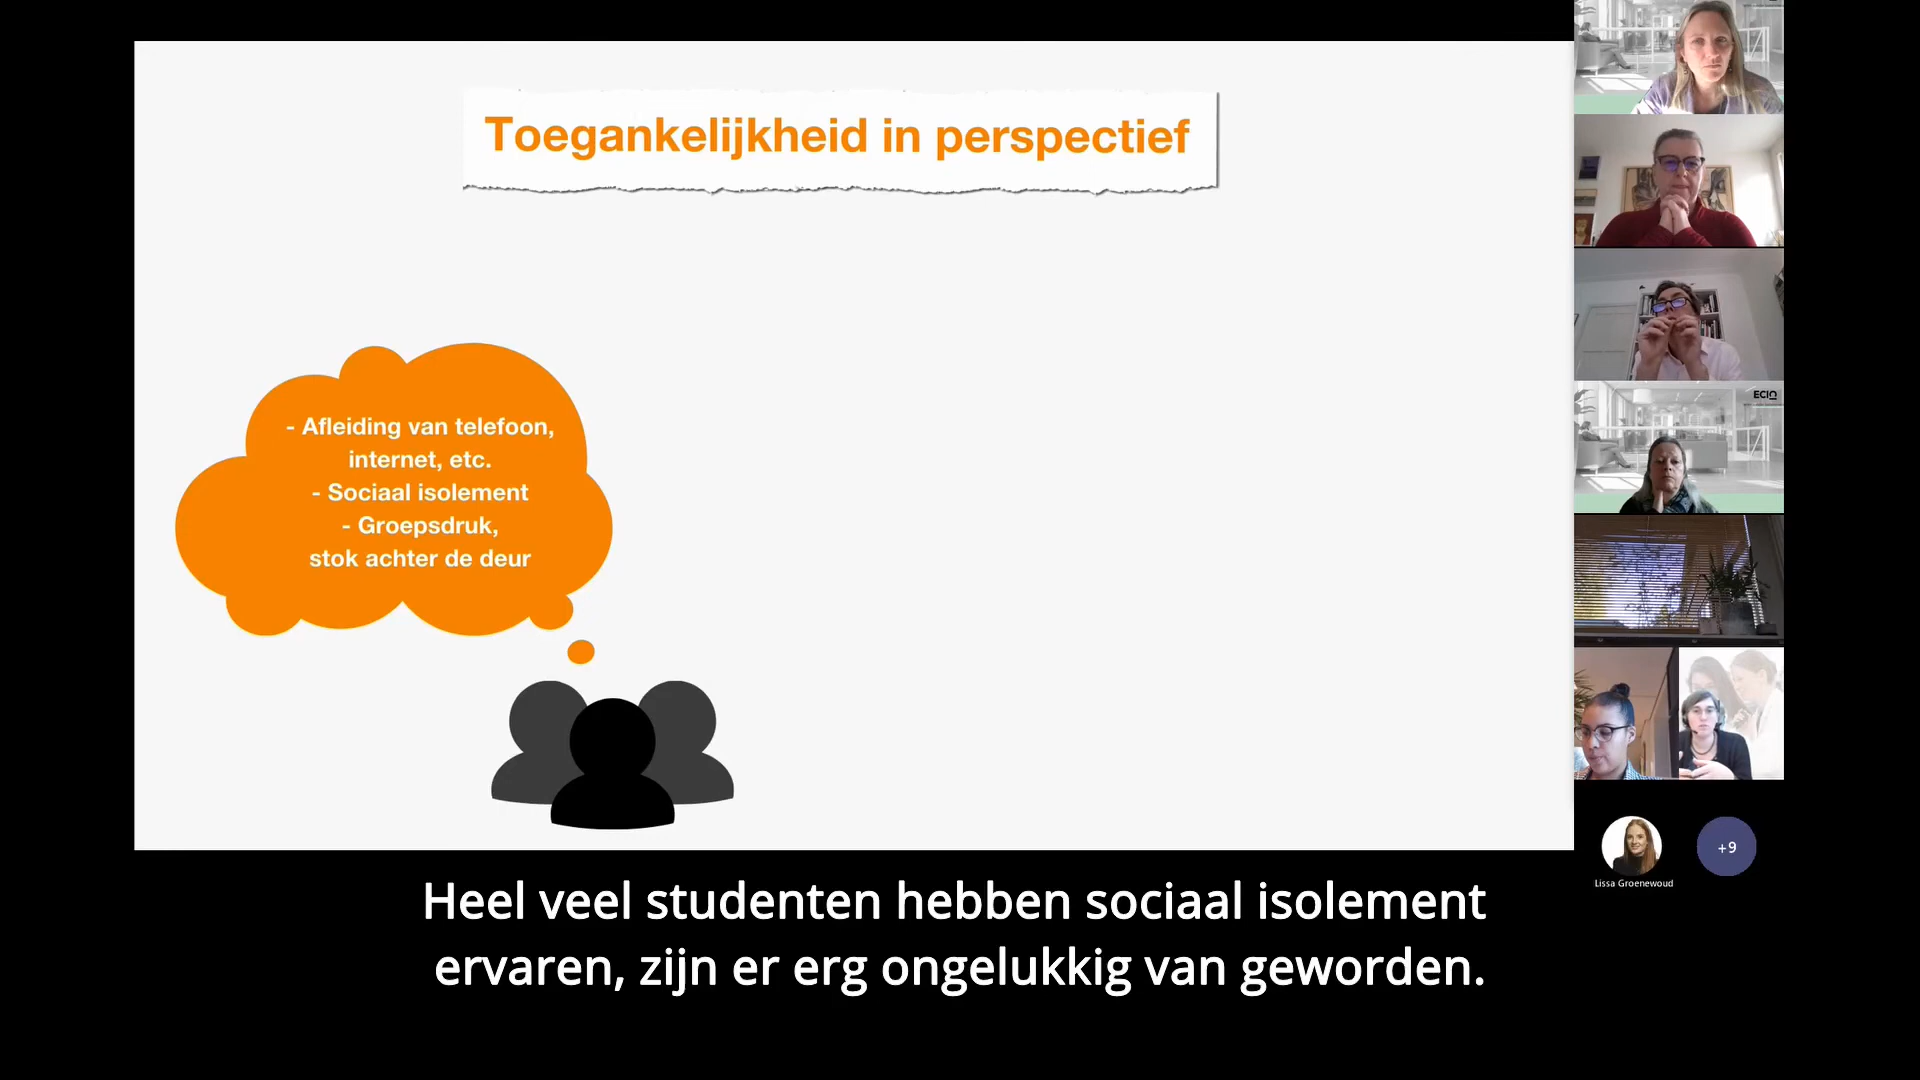 Toegankelijkheid in perspectief
- Afleiding van telefoon,
internet, etc.
- Sociaal isolement
- Groepsdruk,
stok achter de deur
ECIO
+9
Lissa Groenewoud
Heel veel studenten hebben sociaal isolement
ervaren, zijn er erg ongelukkig van geworden.